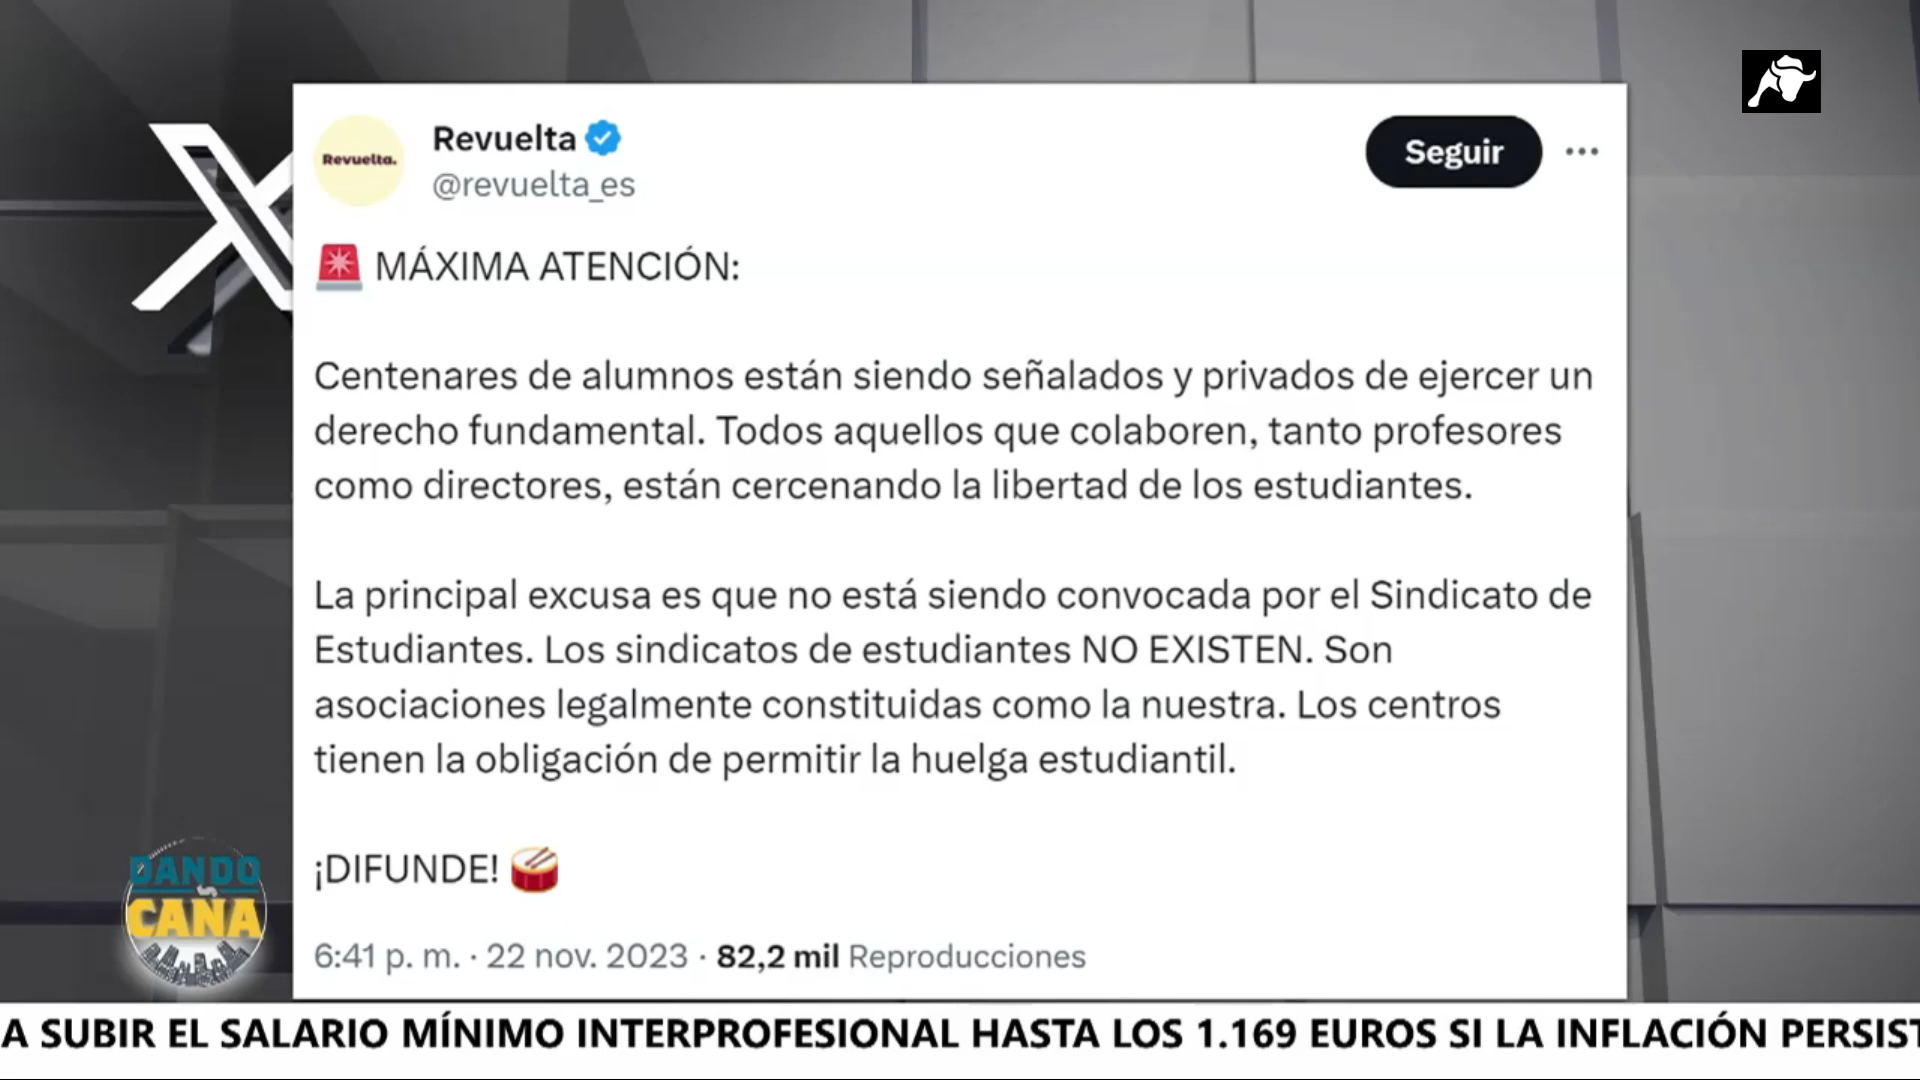 Revuelta
Revuelta.
@revuelta_es
Seguir
MÁXIMA ATENCIÓN:
Centenares de alumnos están siendo señalados y privados de ejercer un
derecho fundamental. Todos aquellos que colaboren, tanto profesores
como directores, están cercenando la libertad de los estudiantes.
La principal excusa es que no está siendo convocada por el Sindicato de
Estudiantes. Los sindicatos de estudiantes NO EXISTEN. Son
asociaciones legalmente constituidas como la nuestra. Los centros
tienen la obligación de permitir la huelga estudiantil.
¡DIFUNDE!
6:41 p. m. · 22 nov. 2023 · 82,2 mil Reproducciones
DANDO
CAÑA
A SUBIR EL SALARIO MÍNIMO INTERPROFESIONAL HASTA LOS 1.169 EUROS SI LA INFLACIÓN PERSIST